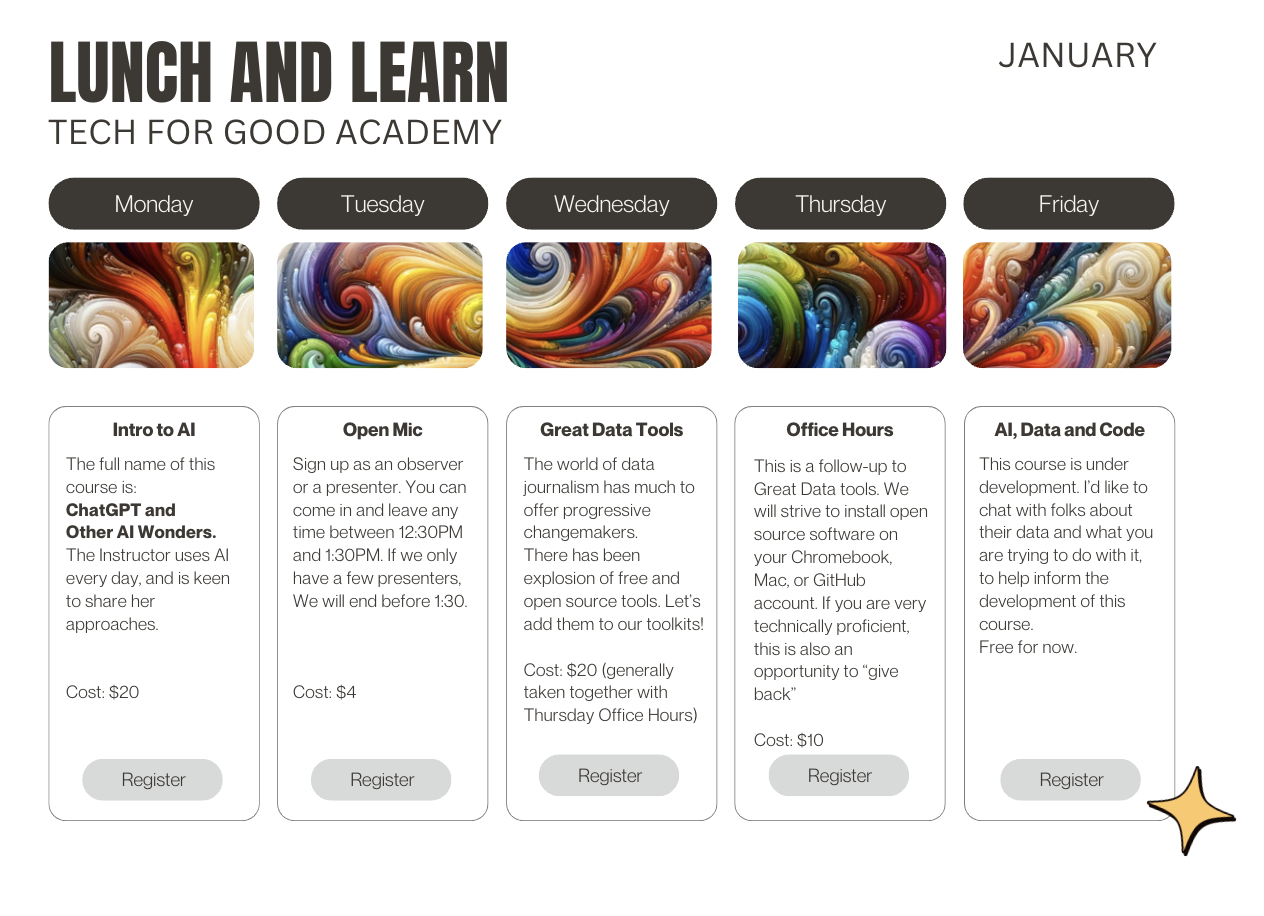 LUNCH AND LEARN
JANUARY
TECH FOR GOOD ACADEMY
Monday
Tuesday
Wednesday
Thursday
Friday
Intro to AI
The full name of this
course is:
ChatGPT and
Other AI Wonders.
The Instructor uses AI
every day, and is keen
to share her
approaches.
Cost: $20
Register
Open Mic
Sign up as an observer
or a presenter. You can
come in and leave any
time between 12:30PM
and 1:30PM. If we only
have a few presenters,
We will end before 1:30.
Cost: $4
Register
Great Data Tools
The world of data
journalism has much to
offer progressive
changemakers.
There has been
explosion of free and
open source tools. Let's
add them to our toolkits!
Cost: $20 (generally
taken together with
Thursday Office Hours)
Register
Office Hours
This is a follow-up to
Great Data tools. We
will strive to install open
source software on
your Chromebook,
Mac, or GitHub
account. If you are very
technically proficient,
this is also an
opportunity to “give
back”
Cost: $10
Register
AI, Data and Code
This course is under
development. I'd like to
chat with folks about
their data and what you
are trying to do with it,
to help inform the
development of this
course.
Free for now.
Register